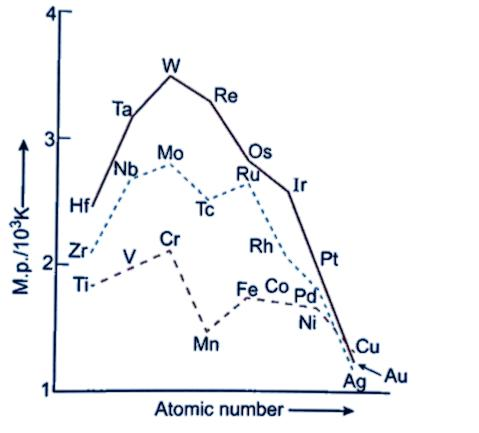 4
W
Ta
Re
3
Mo
Os
Nb
Ru
Ir
Hf
Tc
Rh
Zr
Cr
Pt
V
2
Ti
Fe
Co
Pd
Ni
Mn
Cu
Au
Ag
1
M.p./10³K
Atomic number